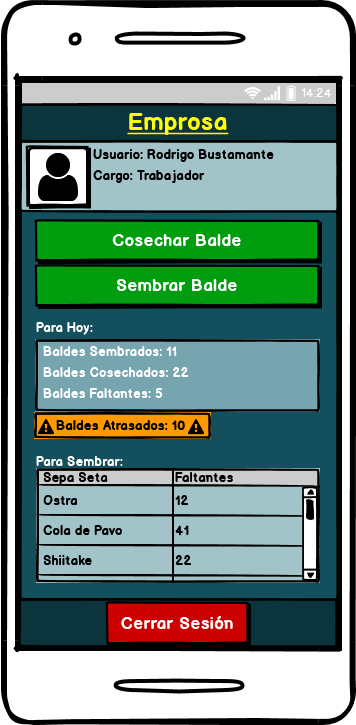 14:24
Emprosa
Usuario: Rodrigo Bustamante
Cargo: Trabajador
Cosechar Balde
Sembrar Balde
Para Hoy:
Baldes Sembrados: 11
Baldes Cosechados: 22
Baldes Faltantes: 5
Baldes Atrasados: 10
Para Sembrar:
Sepa Seta Faltantes
Ostra 12
Cola de Pavo 41
Shiitake 22
Cerrar Sesión